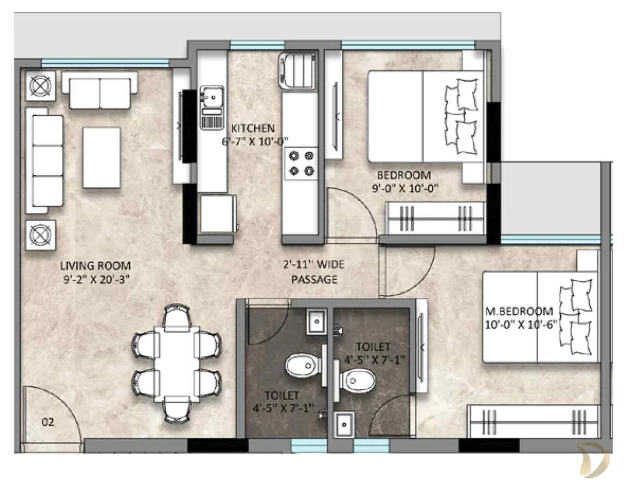 KITCHEN
6'-7" X 10'-0"
BEDROOM
9'-0" X 10'-0"
LIVING ROOM
9'-2" X 20'-3"
2'-11" WIDE
PASSAGE
M.BEDROOM
10'-0" X 10'-6"
TOILET
4'-5" X 7'-1"
TOILET
4'-5" X 7'-1"
02